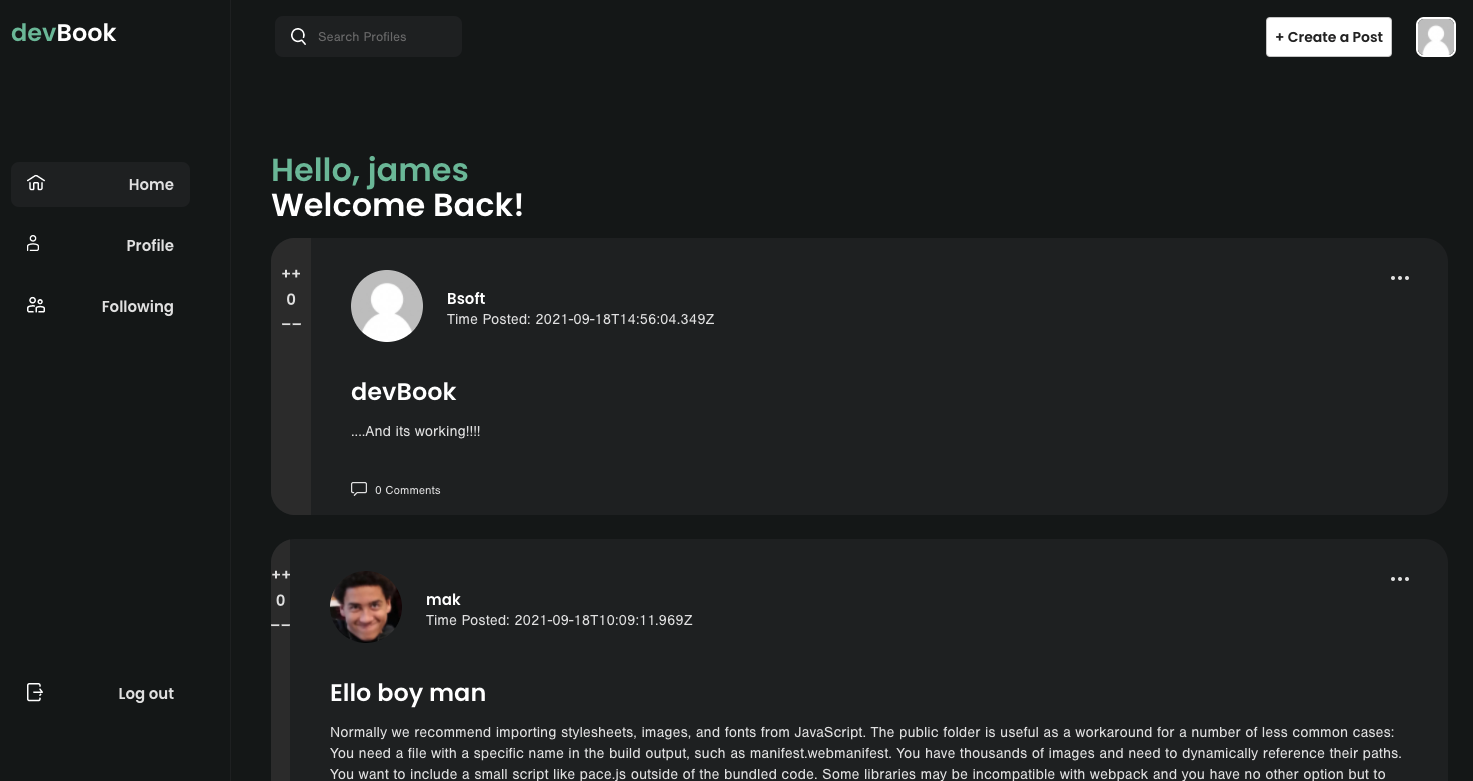 devBook
Search Profiles
+ Create a Post
Home
Profile
Following
Log out
Hello, james
Welcome Back!
++
0
--
Bsoft
Time Posted: 2021-09-18T14:56:04.349Z
devBook
....And its working!!!!
0 Comments
++
0
--
mak
Time Posted: 2021-09-18T10:09:11.969Z
Ello boy man
Normally we recommend importing stylesheets, images, and fonts from JavaScript. The public folder is useful as a workaround for a number of less common cases:
You need a file with a specific name in the build output, such as manifest.webmanifest. You have thousands of images and need to dynamically reference their paths.
You want to include a small script like pace.js outside of the bundled code. Some libraries may be incompatible with webpack and you have no other option but to